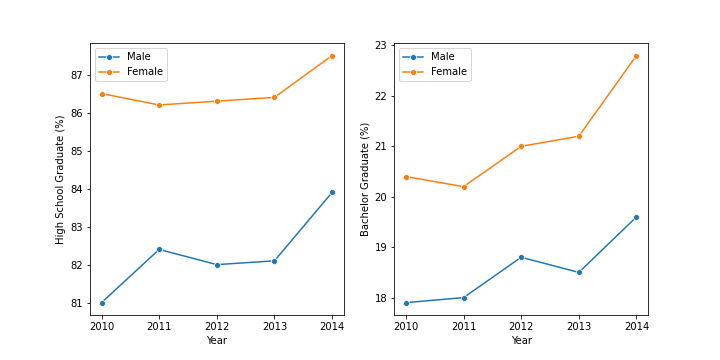 Male
Female
High School Graduate (%)
87
86
85
84
83
82
81
2010 2011 2012 2013 2014
Year
Male
Female
Bachelor Graduate (%)
23
22
21
20
19
18
2010 2011 2012 2013 2014
Year